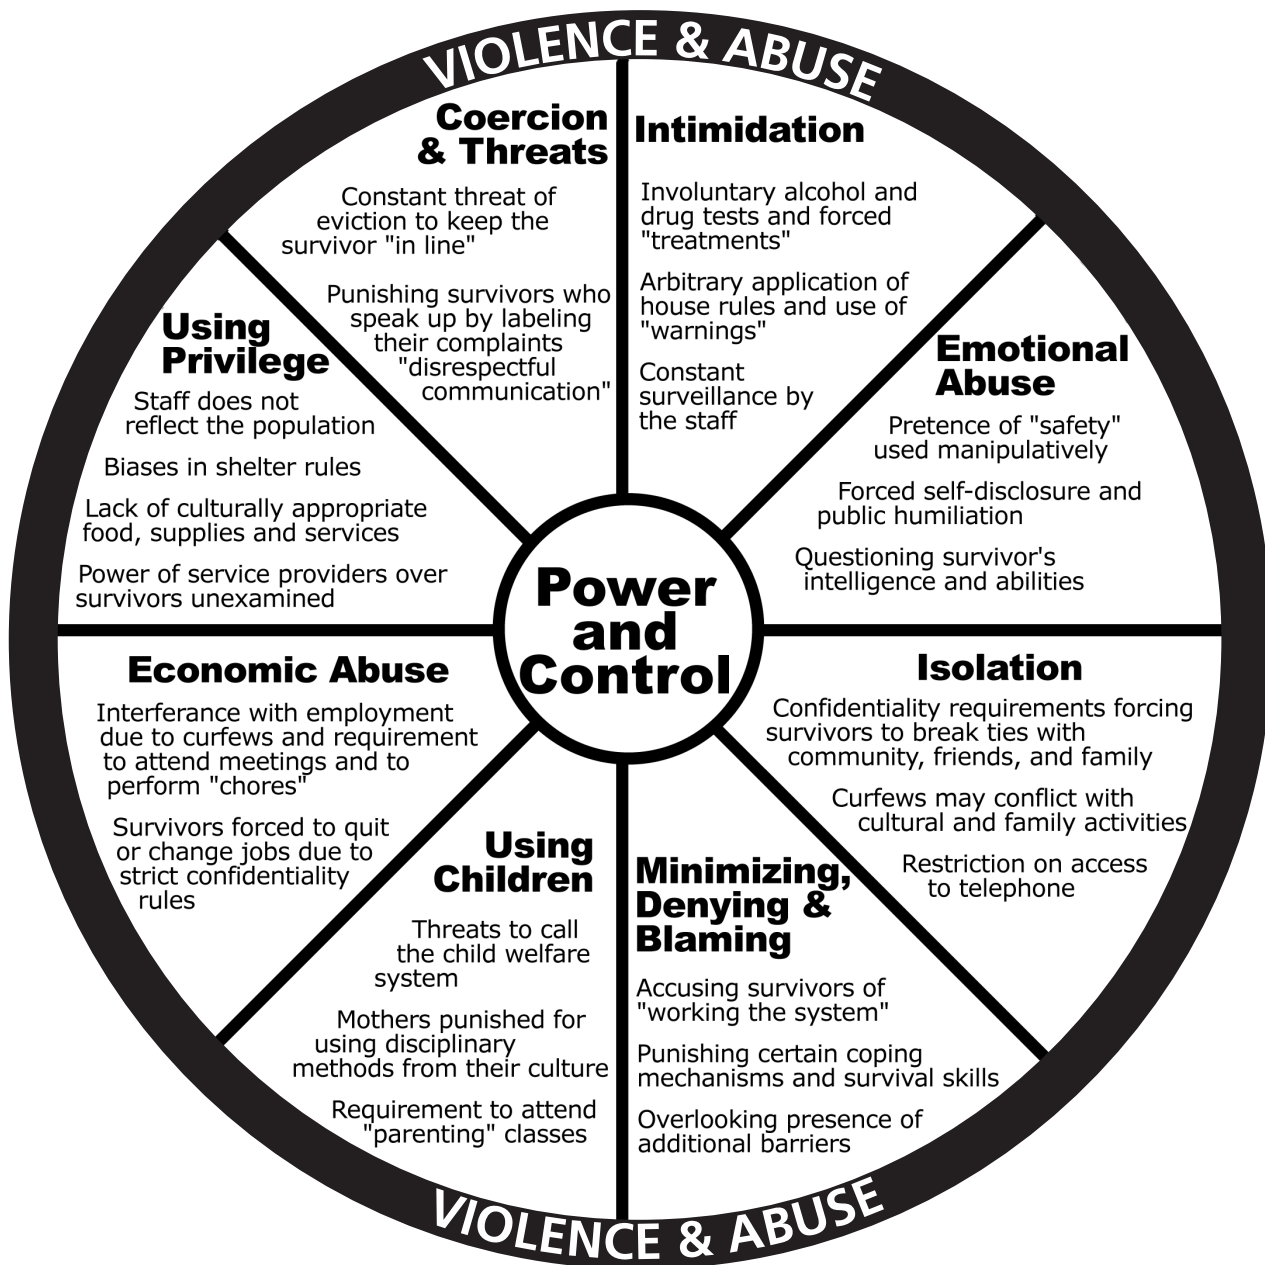 VIOLENCE & ABUSE
Coercion
& Threats
Constant threat of
eviction to keep the
survivor "in line"
Punishing survivors who
speak up by labeling
their complaints
"disrespectful
communication"
Intimidation
Involuntary alcohol and
drug tests and forced
"treatments"
Arbitrary application of
house rules and use of
"warnings"
Constant
surveillance by
the staff
Emotional
Abuse
Pretence of "safety"
used manipulatively
Forced self-disclosure and
public humiliation
Questioning survivor's
intelligence and abilities
Isolation
Confidentiality requirements forcing
survivors to break ties with
community, friends, and family
Curfews may conflict with
cultural and family activities
Restriction on access
to telephone
Minimizing,
Denying &
Blaming
Accusing survivors of
"working the system"
Punishing certain coping
mechanisms and survival skills
Overlooking presence of
additional barriers
Using
Children
Threats to call
the child welfare
system
Mothers punished for
using disciplinary
methods from their culture
Requirement to attend
"parenting" classes
Economic Abuse
Interferance with employment
due to curfews and requirement
to attend meetings and to
perform "chores"
Survivors forced to quit
or change jobs due to
strict confidentiality
rules
Using
Privilege
Staff does not
reflect the population
Biases in shelter rules
Lack of culturally appropriate
food, supplies and services
Power of service providers over
survivors unexamined
Power
and
Control
VIOLENCE & ABUSE